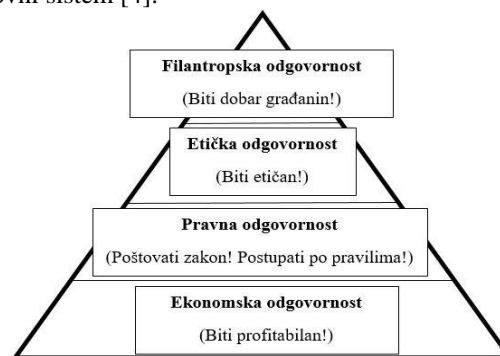 sistem [4].
Filantropska odgovornost
(Biti dobar građanin!)
Etička odgovornost
(Biti etičan!)
Pravna odgovornost
(Poštovati zakon! Postupati po pravilima!)
Ekonomska odgovornost
(Biti profitabilan!)